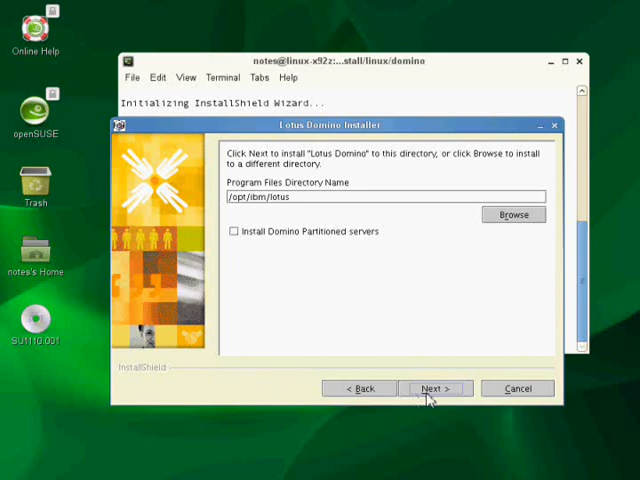 Online Help
openSUSE
Trash
notes's Home
SU1110.001
notes@linux-x92z:...stall/linux/domino
File Edit View Terminal Tabs Help
Initializing InstallShield Wizard...
Lotus Domino Installer
Click Next to install "Lotus Domino" to this directory, or click Browse to install
to a different directory.
Program Files Directory Name
/opt/ibm/lotus
Browse
Install Domino Partitioned servers
InstallShield
< Back Next > Cancel